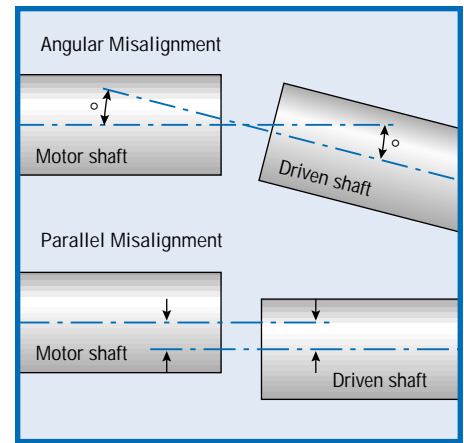 Angular Misalignment
°
°
Motor shaft
Driven shaft
Parallel Misalignment
Motor shaft
Driven shaft